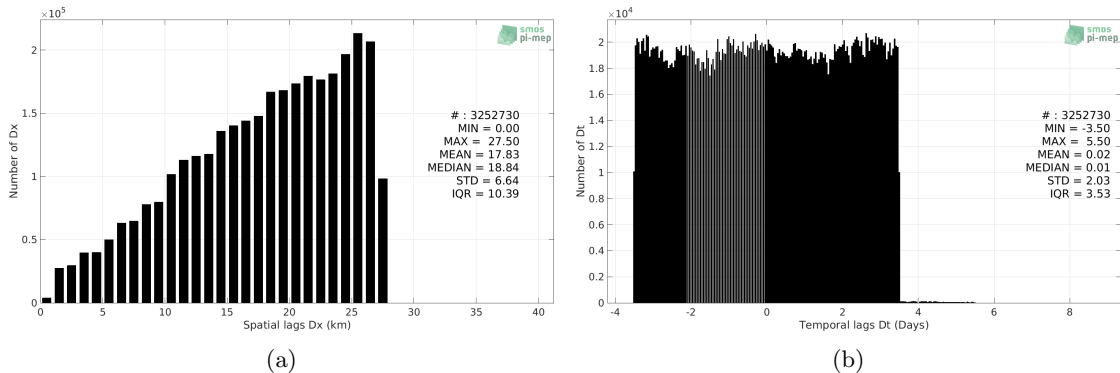 ×10⁵
2
1.5
1
0.5
0
Number of Dx
0 5 10 15 20 25 30 35 40
Spatial lags Dx (km)
smos
pi-mep
# : 3252730
MIN = 0.00
MAX = 27.50
MEAN = 17.83
MEDIAN = 18.84
STD = 6.64
IQR = 10.39
(a)
×10⁴
2
1.8
1.6
1.4
1.2
1
0.8
0.6
0.4
0.2
0
Number of Dt
-4 -2 0 2 4 6 8
Temporal lags Dt (Days)
smos
pi-mep
# : 3252730
MIN = -3.50
MAX = 5.50
MEAN = 0.02
MEDIAN = 0.01
STD = 2.03
IQR = 3.53
(b)